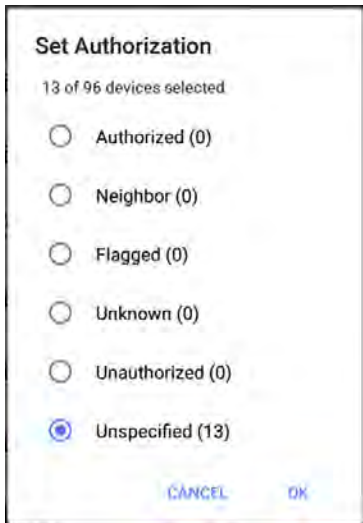 Set Authorization
13 of 96 devices selected
Authorized (0)
Neighbor (0)
Flagged (0)
Unknown (0)
Unauthorized (0)
Unspecified (13)
CANCEL OK